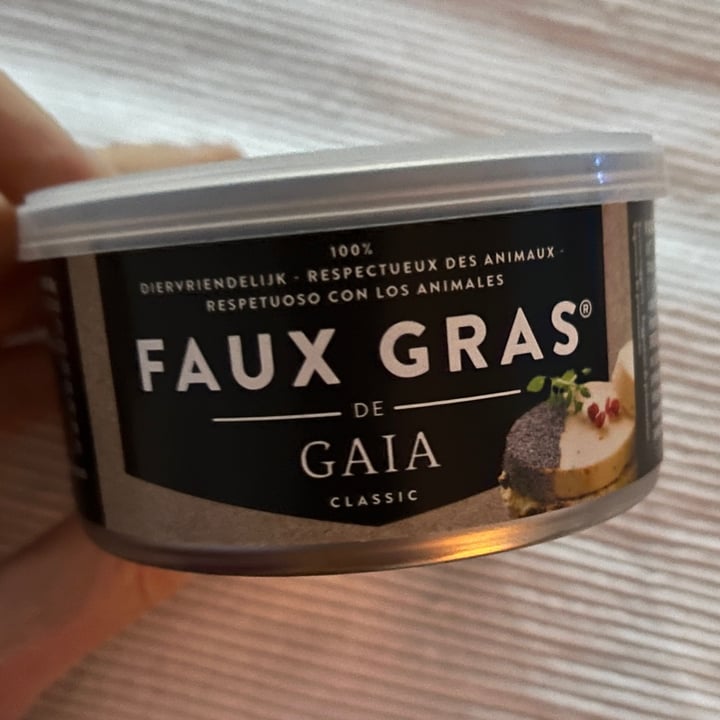 100%
DIERVRIENDELIJK - RESPECTUEUX DES ANIMAUX -
RESPETUOSO CON LOS ANIMALES
FAUX GRAS®
DE
GAIA
CLASSIC